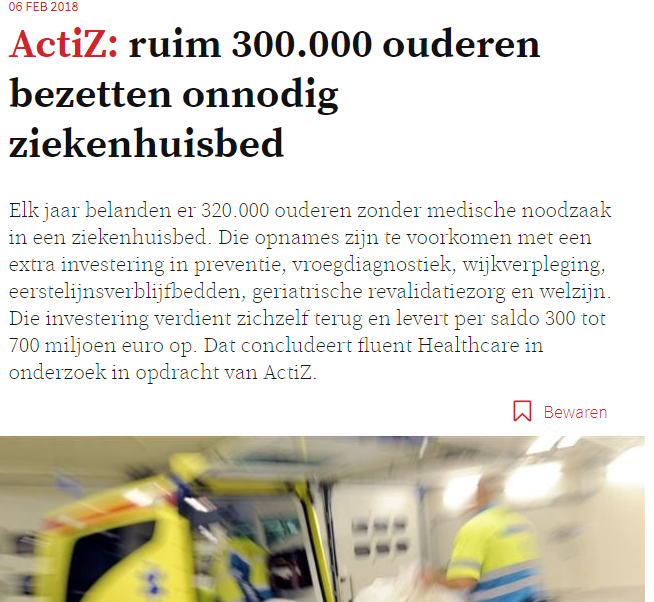 06 FEB 2018
ActiZ: ruim 300.000 ouderen
bezetten onnodig
ziekenhuisbed
Elk jaar belanden er 320.000 ouderen zonder medische noodzaak
in een ziekenhuisbed. Die opnames zijn te voorkomen met een
extra investering in preventie, vroegdiagnostiek, wijkverpleging,
eerstelijnsverblijfbedden, geriatrische revalidatiezorg en welzijn.
Die investering verdient zichzelf terug en levert per saldo 300 tot
700 miljoen euro op. Dat concludeert fluent Healthcare in
onderzoek in opdracht van ActiZ.
Bewaren